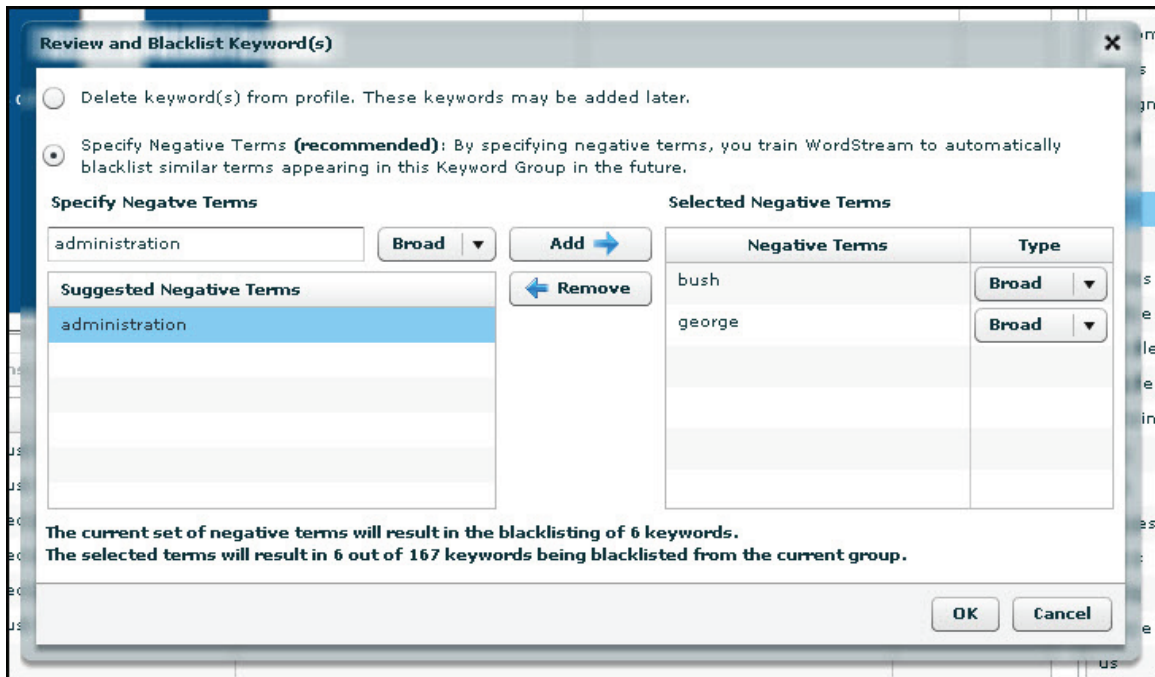 Review and Blacklist Keyword(s)
Delete keyword(s) from profile. These keywords may be added later.
Specify Negative Terms (recommended): By specifying negative terms, you train WordStream to automatically
blacklist similar terms appearing in this Keyword Group in the future.
Specify Negatve Terms
Selected Negative Terms
administration
Broad
Add
Negative Terms
Type
Suggested Negative Terms
Remove
bush
Broad
administration
george
Broad
The current set of negative terms will result in the blacklisting of 6 keywords.
The selected terms will result in 6 out of 167 keywords being blacklisted from the current group.
OK
Cancel
us